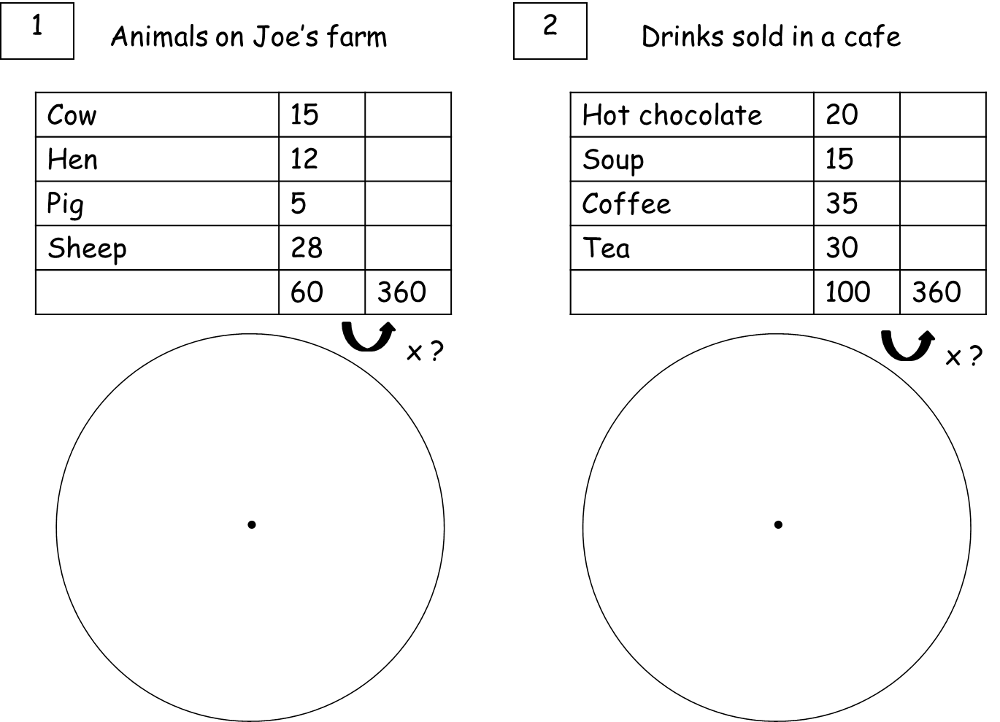 1
Animals on Joe's farm
Cow 15
Hen 12
Pig 5
Sheep 28
60 360
x ?
2
Drinks sold in a cafe
Hot chocolate 20
Soup 15
Coffee 35
Tea 30
100 360
x ?